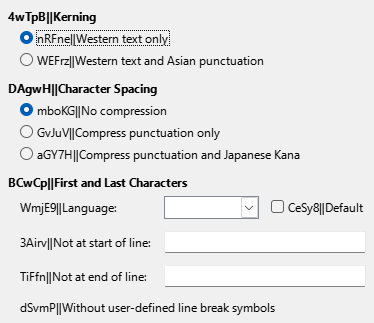 4wTpB||Kerning
nRFne||Western text only
WEFrz||Western text and Asian punctuation
DAgwH||Character Spacing
mboKG||No compression
GvJuV||Compress punctuation only
aGY7H||Compress punctuation and Japanese Kana
BCwCp||First and Last Characters
WmjE9||Language: CeSy8||Default
3Airv||Not at start of line:
TiFfn||Not at end of line:
dSvmP||Without user-defined line break symbols